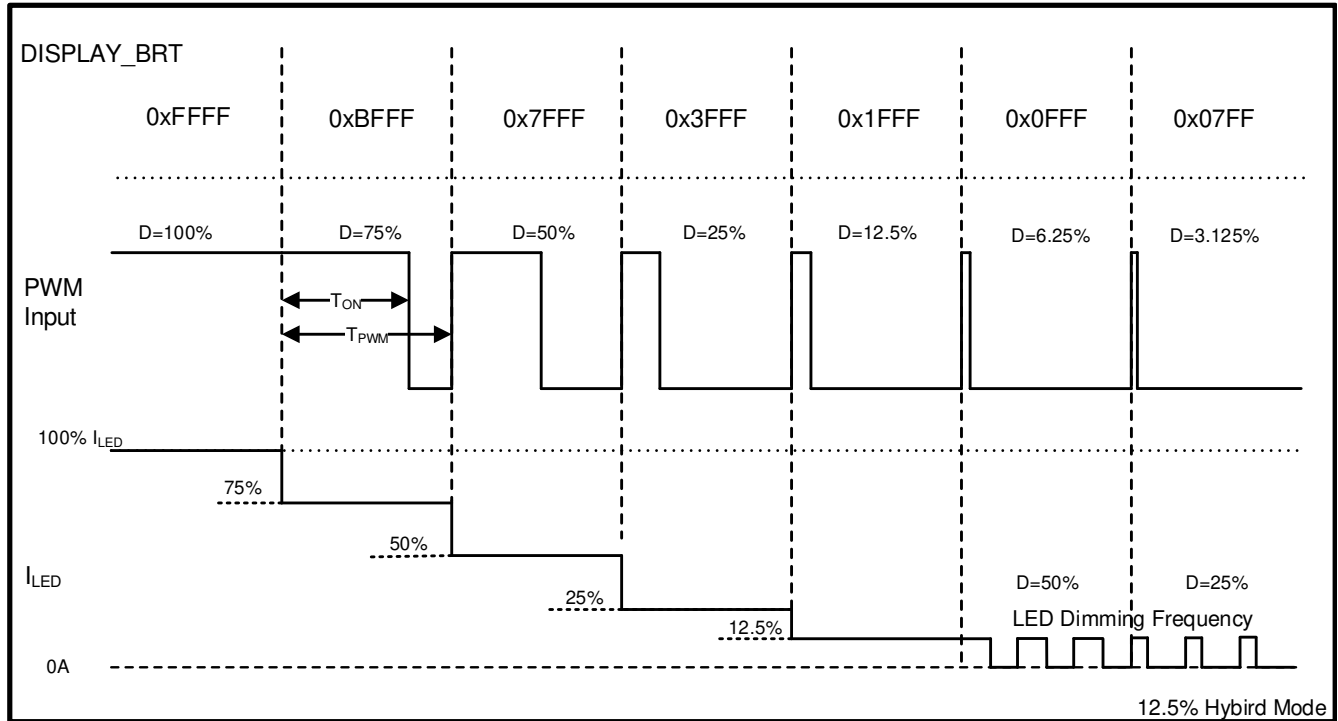 DISPLAY_BRT
0xFFFF 0xBFFF 0x7FFF 0x3FFF 0x1FFF 0x0FFF 0x07FF
D=100% D=75% D=50% D=25% D=12.5% D=6.25% D=3.125%
PWM
Input
TON
TPWM
100% ILED
75%
50%
25%
12.5%
ILED
D=50% D=25%
LED Dimming Frequency
0A
12.5% Hybird Mode